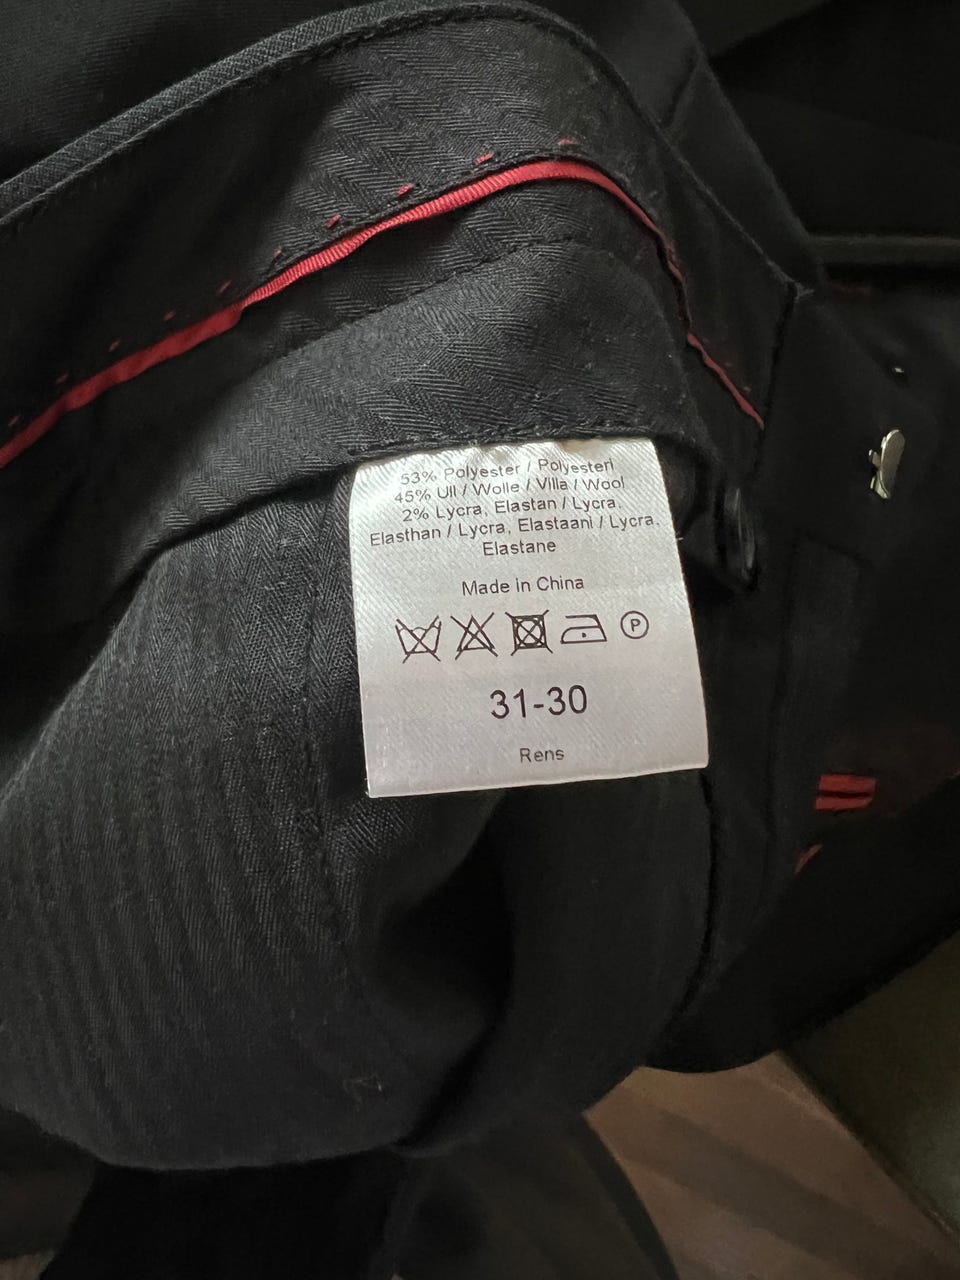 53% Polyester / Polyesteri
45% Ull / Wolle / Villa / Wool
2% Lycra, Elastan / Lycra,
Elasthan / Lycra, Elastaani / Lycra,
Elastane
Made in China
P
31-30
Rens